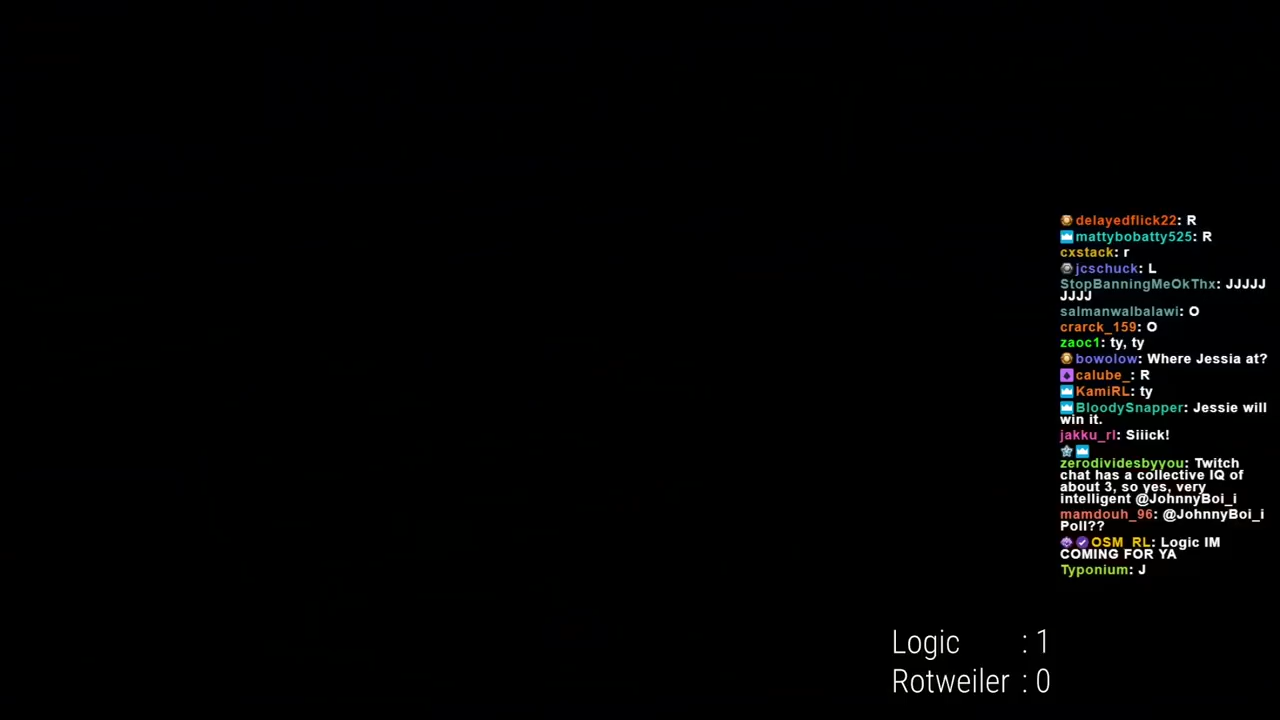 delayedflick22: R
mattybobatty525: R
cxstack: r
jcschuck: L
StopBanningMeOkThx: JJJJJ
JJJJ
salmanwalbalawi: O
crarck_159: O
zaoc1: ty, ty
bowolow: Where Jessia at?
calube_: R
KamiRL: ty
BloodySnapper: Jessie will
win it.
jakku_rl: Siiick!
zerodividesbyyou: Twitch
chat has a collective IQ of
about 3, so yes, very
intelligent @JohnnyBoi_i
mamdouh_96: @JohnnyBoi_i
Poll??
OSM_RL: Logic IM
COMING FOR YA
Typonium: J
Logic : 1
Rotweiler : 0